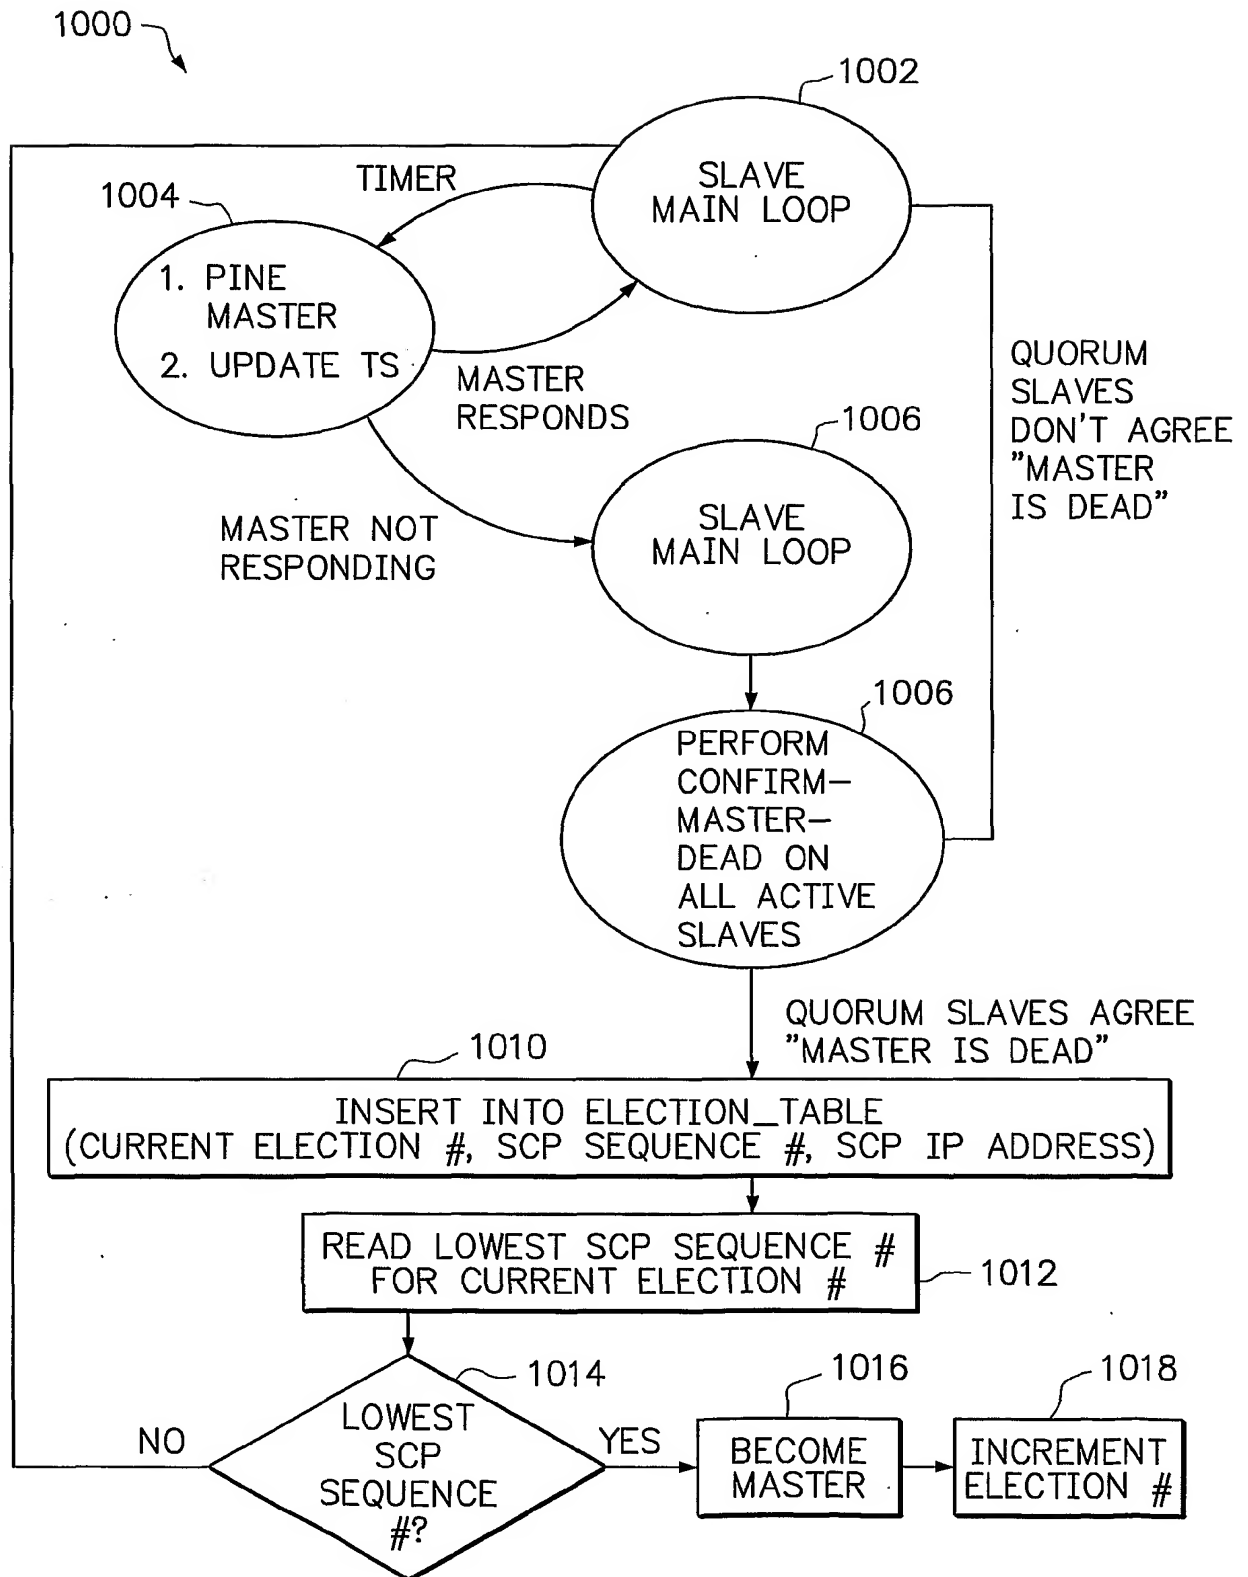 1000
1002
SLAVE
MAIN LOOP
TIMER
1004
1. PINE
MASTER
2. UPDATE TS
MASTER
RESPONDS
QUORUM
SLAVES
DON'T AGREE
"MASTER
IS DEAD"
1006
SLAVE
MAIN LOOP
MASTER NOT
RESPONDING
1006
PERFORM
CONFIRM-
MASTER-
DEAD ON
ALL ACTIVE
SLAVES
QUORUM SLAVES AGREE
"MASTER IS DEAD"
1010
INSERT INTO ELECTION_TABLE
(CURRENT ELECTION #, SCP SEQUENCE #, SCP IP ADDRESS)
READ LOWEST SCP SEQUENCE #
FOR CURRENT ELECTION #
1012
1014
LOWEST
SCP
SEQUENCE
#?
NO
YES
1016
BECOME
MASTER
1018
INCREMENT
ELECTION #